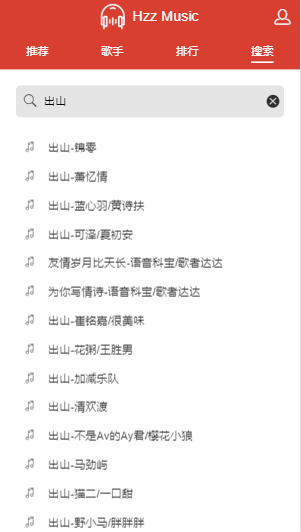 Hzz Music
推荐 歌手 排行 搜索
出山
出山-锦零
出山-萧忆情
出山-蓝心羽/黄诗扶
出山-可泽/夏初安
友情岁月比天长-语音科宝/歌者达达
为你写情诗-语音科宝/歌者达达
出山-崔铭嘉/很美味
出山-花粥/王胜男
出山-加减乐队
出山-清欢渡
出山-不是Av的Ay君/樱花小狼
出山-马劲屿
出山-猫二/一口甜
出山-野小马/胖胖胖